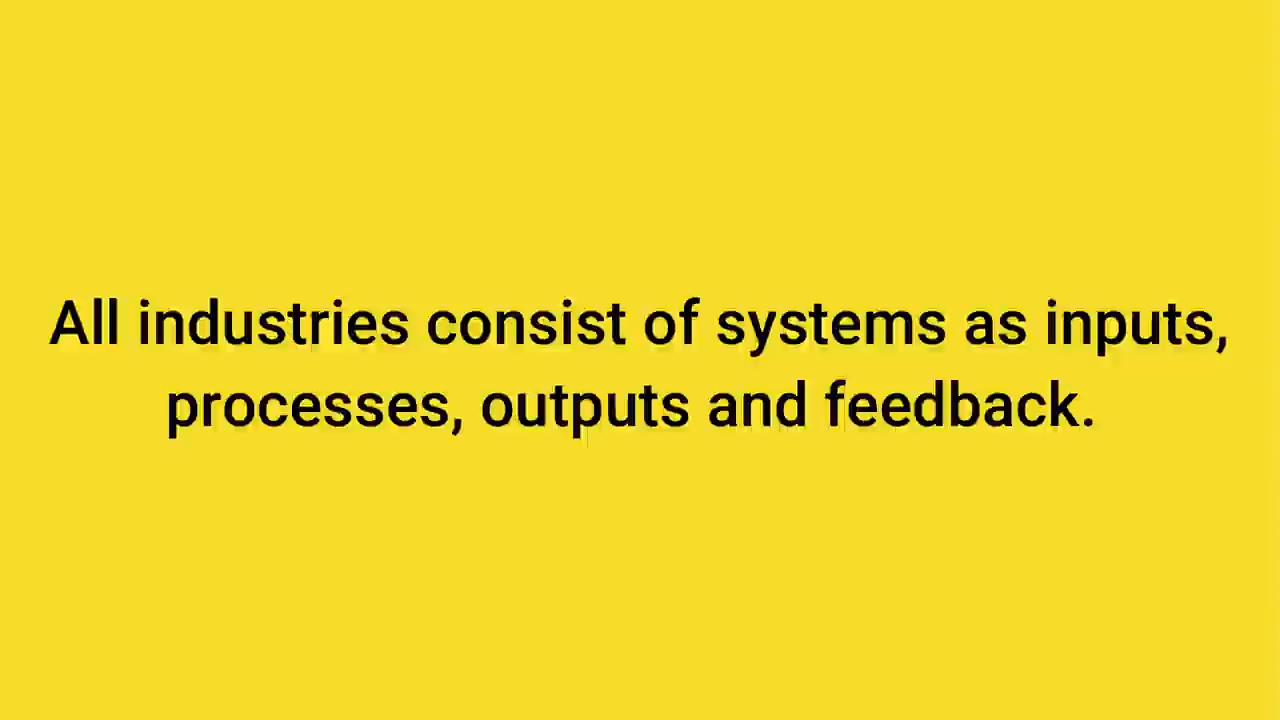 All industries consist of systems as inputs,
processes, outputs and feedback.